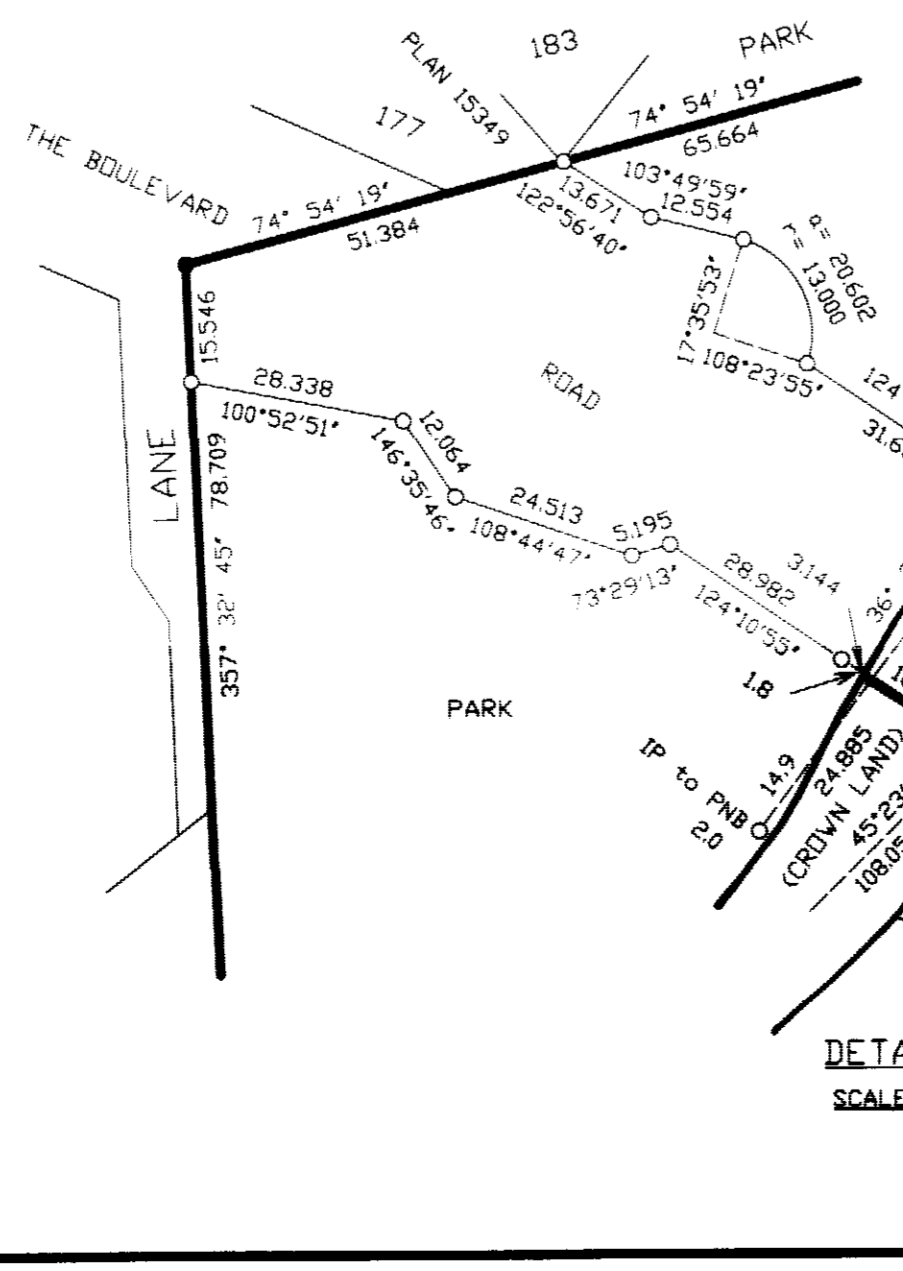 183
PARK
PLAN 15349
177
74° 54' 19"
65.664
THE BOULEVARD
74° 54' 19"
51.384
13.671
122°56'40"
103°49'59"
12.554
a= 20.602
r= 13.000
17°35'53"
108°23'55"
15.546
28.338
100°52'51"
ROAD
124
LANE
78.709
357° 32' 45"
12.064
146°35'46"
24.513
108°44'47"
5.195
73°29'13"
28.982
124°10'55"
3.144
36°
1.8
PARK
IP to PNB
2.0
14.9
24.885
(CROWN LAND)
45°23'
108.05
DETA
SCALE